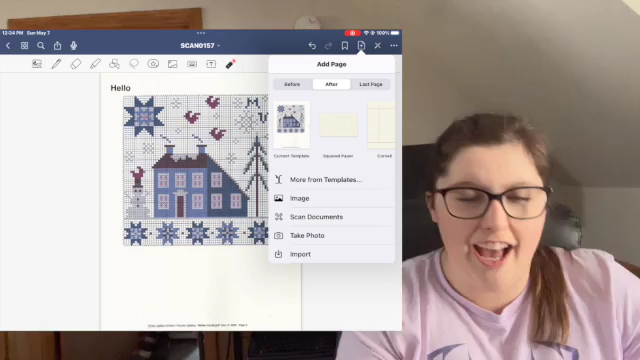 12:24 PM Sun May 7
100%
SCAN0157
Hello
Add Page
Before
After
Last Page
Current Template
Squared Paper
Cornell
More from Templates...
Image
Scan Documents
Take Photo
Import